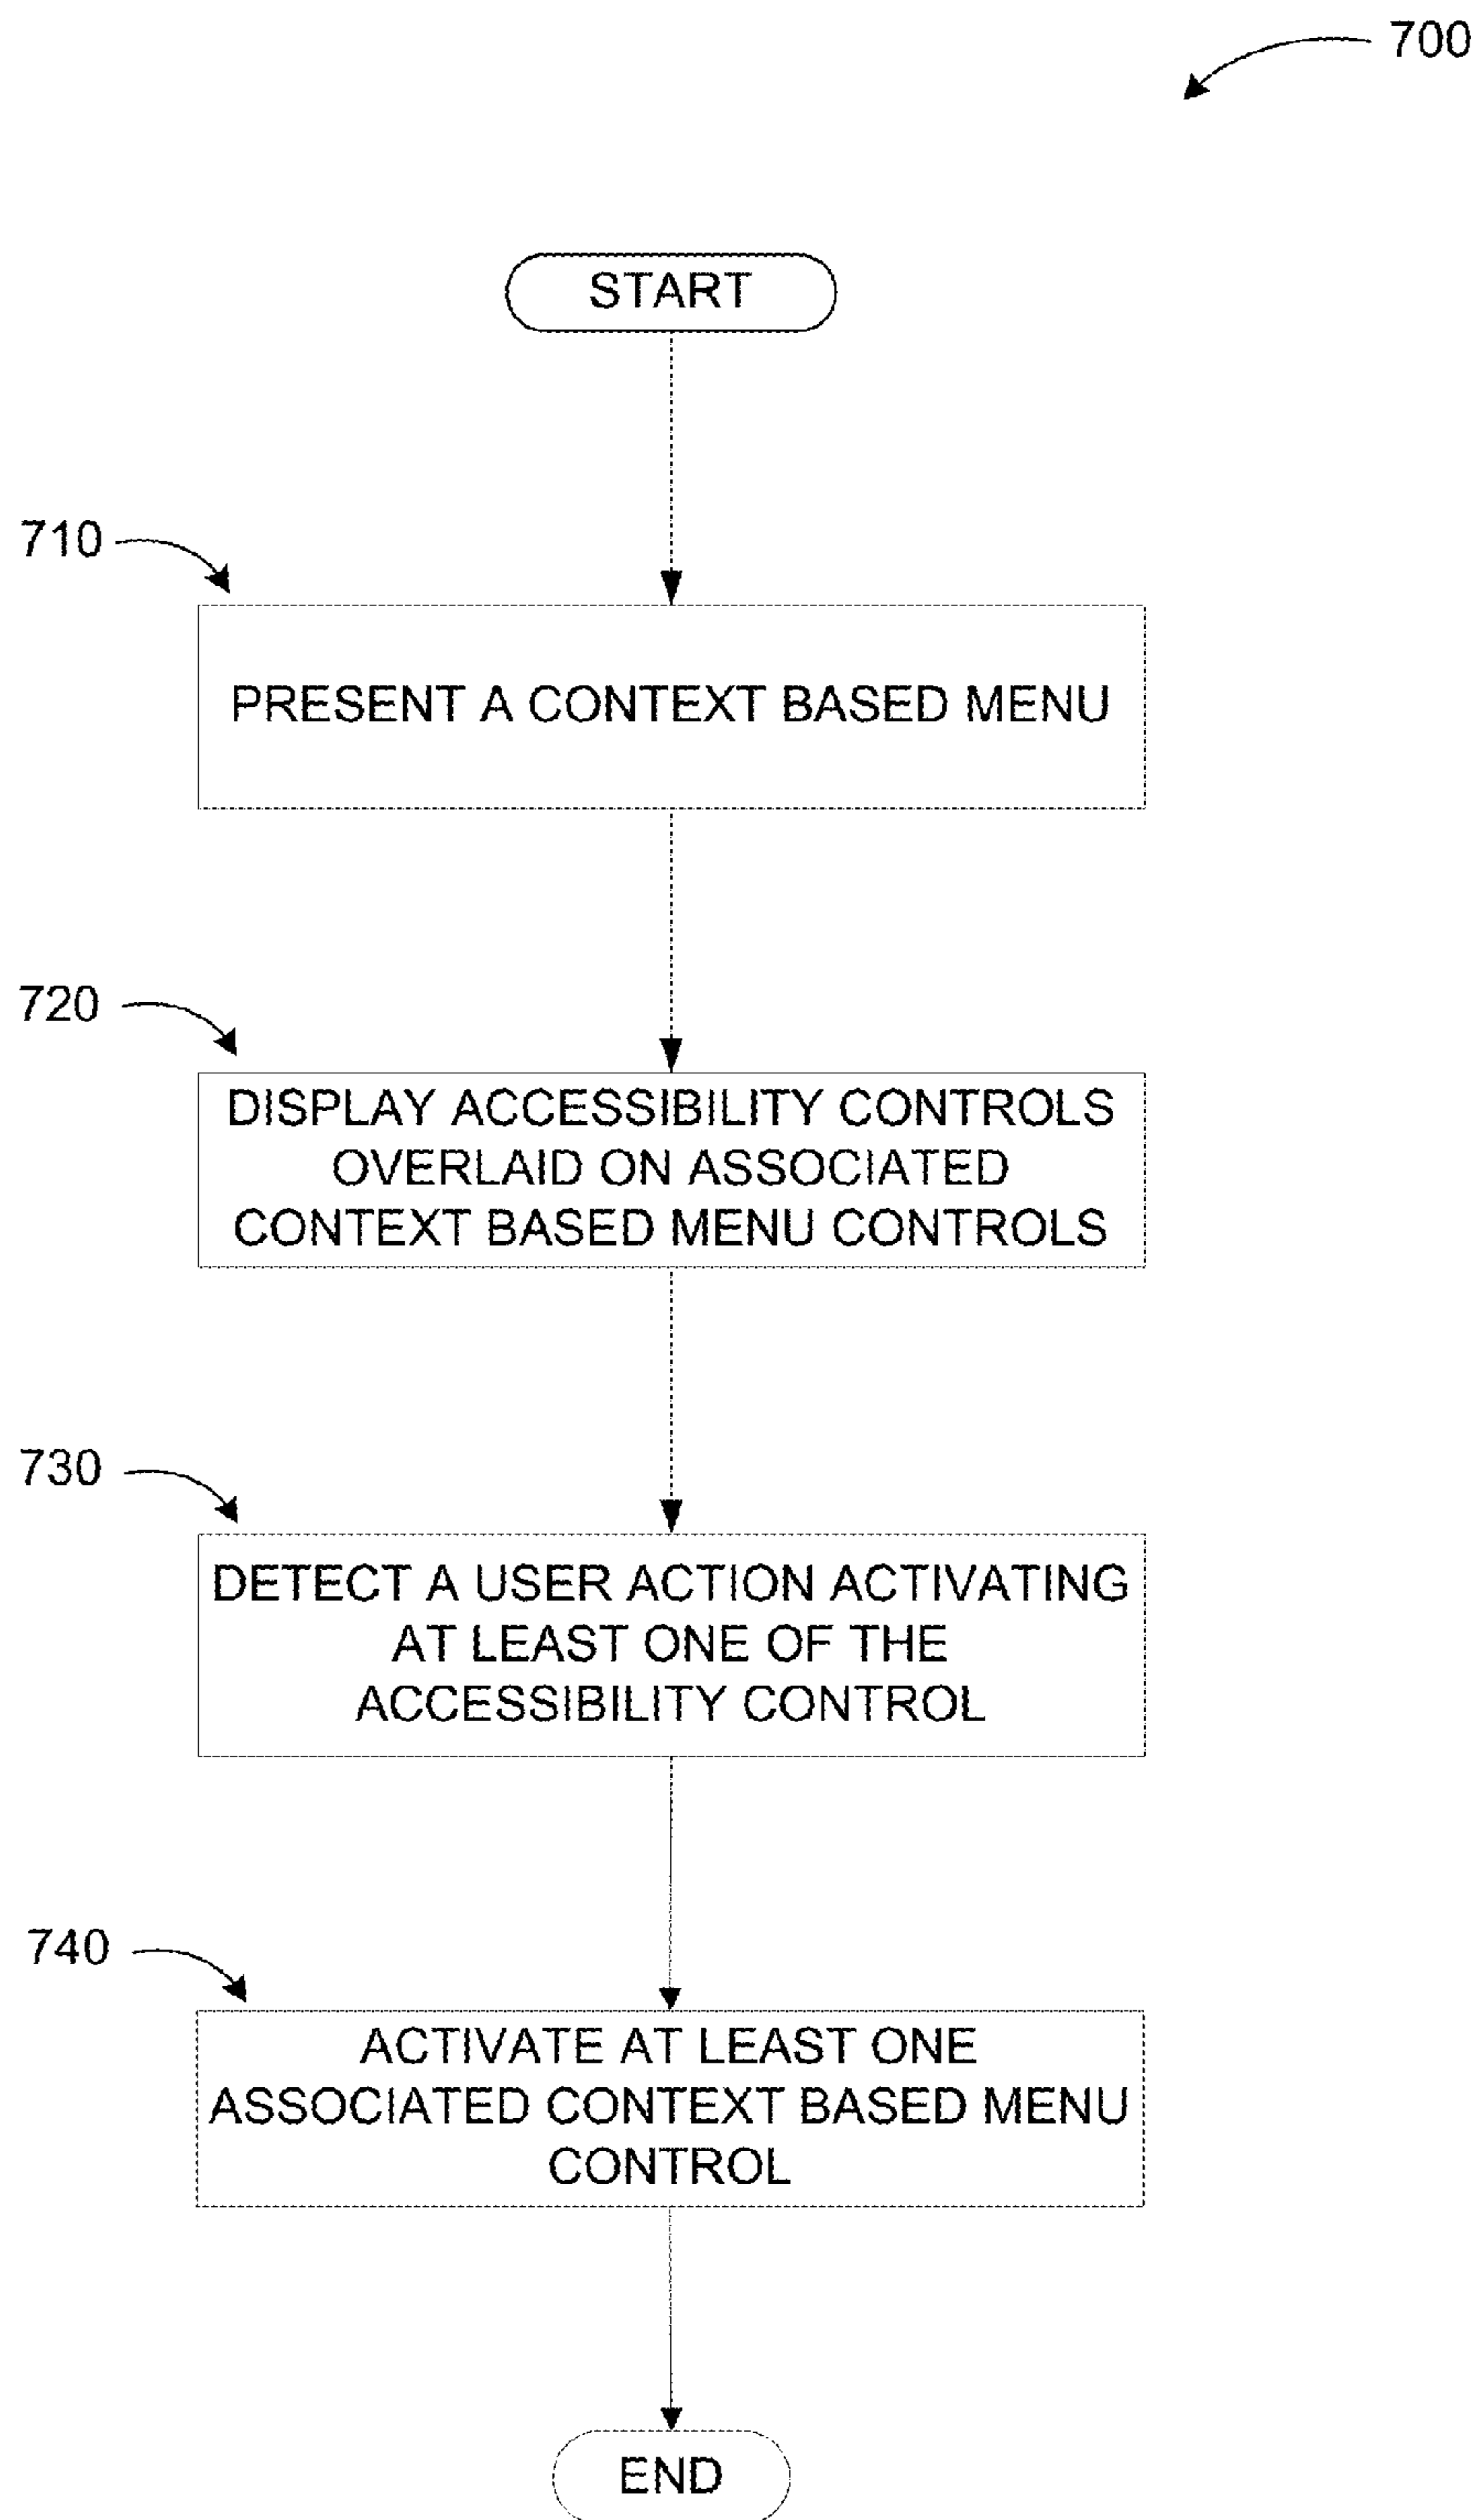 700
START
710
PRESENT A CONTEXT BASED MENU
720
DISPLAY ACCESSIBILITY CONTROLS
OVERLAID ON ASSOCIATED
CONTEXT BASED MENU CONTROLS
730
DETECT A USER ACTION ACTIVATING
AT LEAST ONE OF THE
ACCESSIBILITY CONTROL
740
ACTIVATE AT LEAST ONE
ASSOCIATED CONTEXT BASED MENU
CONTROL
END